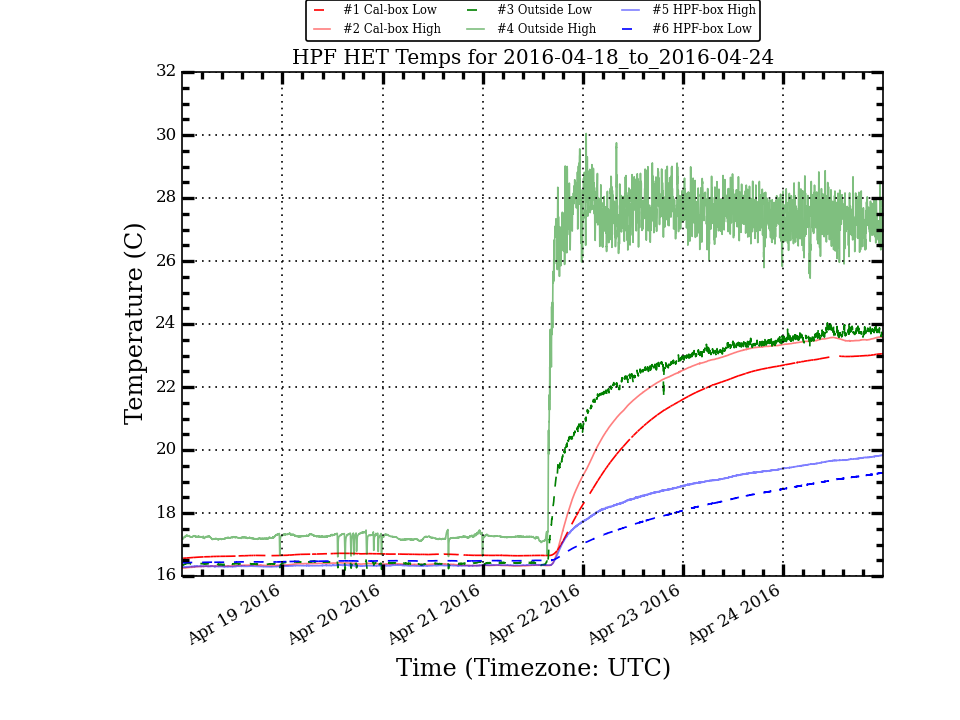 #1 Cal-box Low #3 Outside Low #5 HPF-box High
#2 Cal-box High #4 Outside High #6 HPF-box Low
HPF HET Temps for 2016-04-18_to_2016-04-24
32
30
28
26
24
22
20
18
16
Temperature (C)
Apr 19 2016 Apr 20 2016 Apr 21 2016 Apr 22 2016 Apr 23 2016 Apr 24 2016
Time (Timezone: UTC)